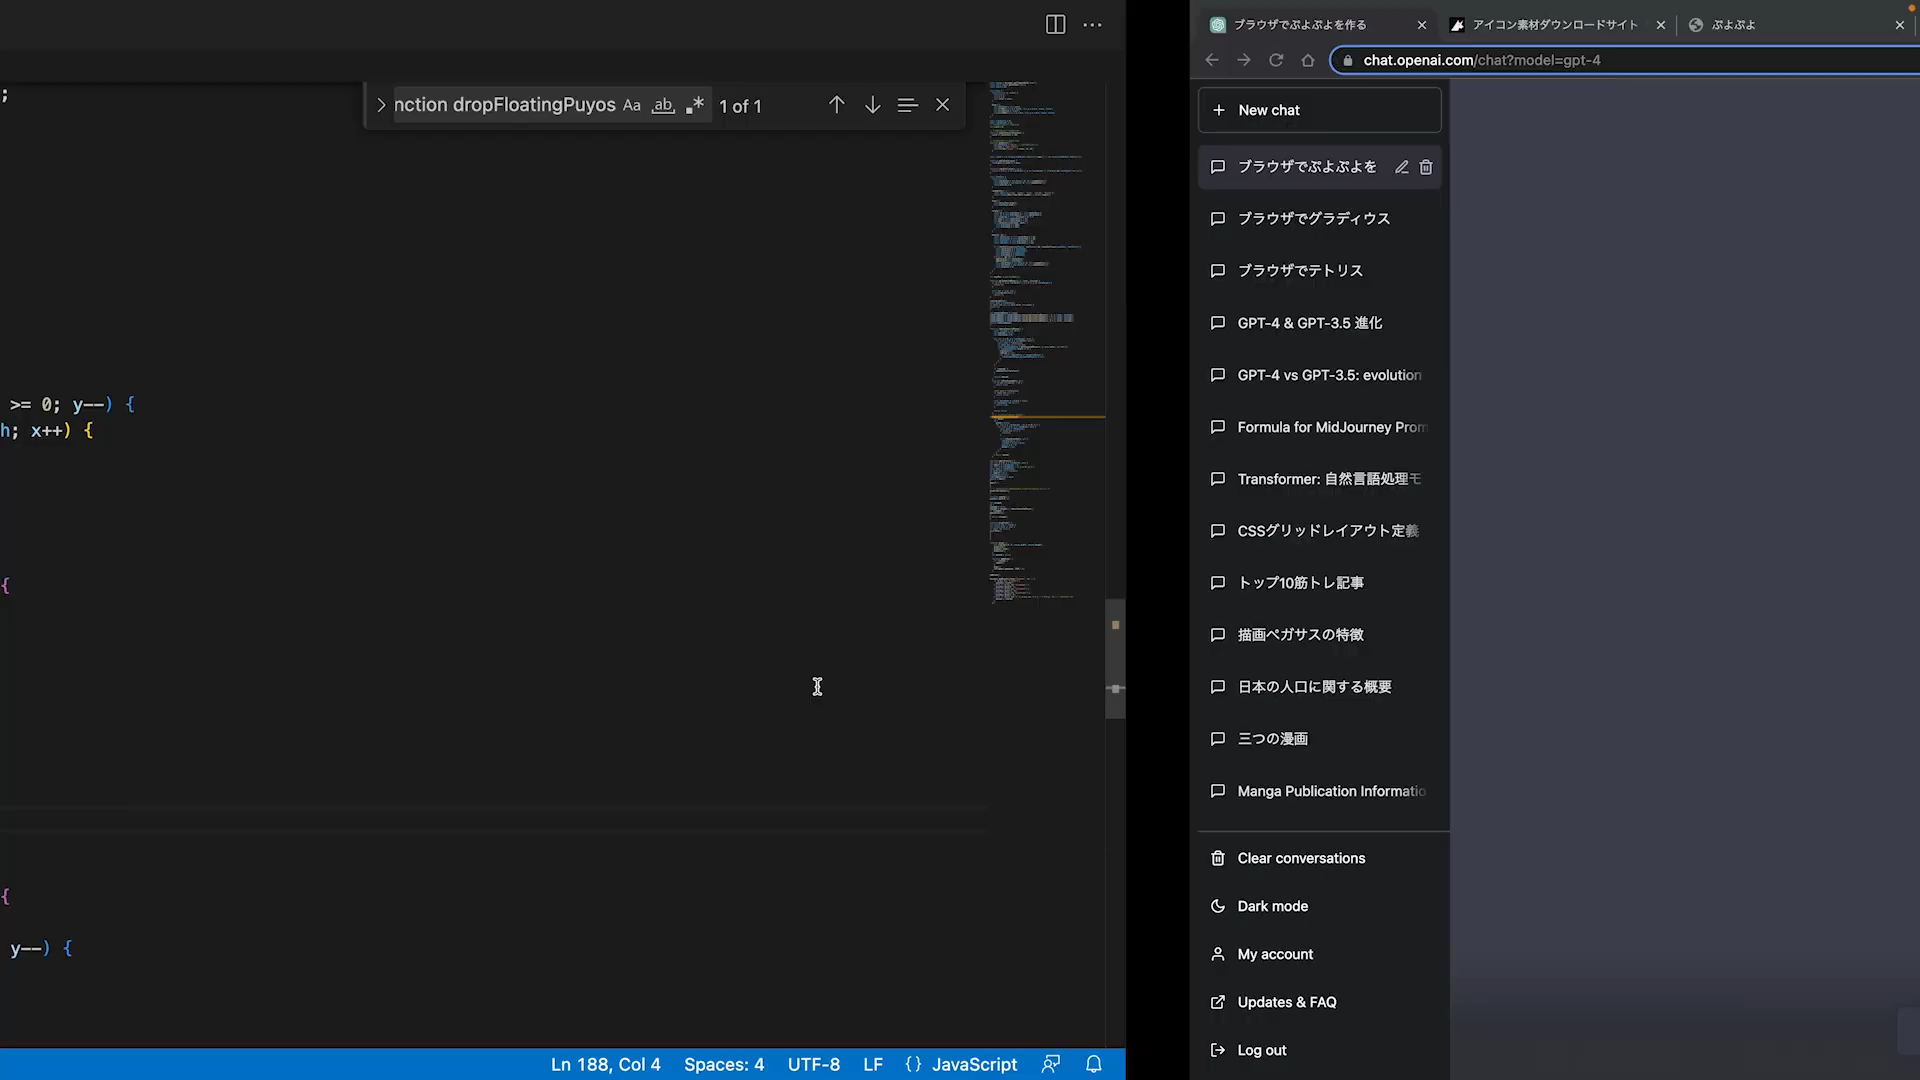 ;
nction dropFloatingPuyos
Aa
ab
.*
1 of 1
>= 0; y--) {
h; x++) {
{
{
y--) {
Ln 188, Col 4
Spaces: 4
UTF-8
LF
{} JavaScript
ブラウザでぷよぷよを作る
アイコン素材ダウンロードサイト
ぷよぷよ
chat.openai.com/chat?model=gpt-4
New chat
ブラウザでぷよぷよを
ブラウザでグラディウス
ブラウザでテトリス
GPT-4 & GPT-3.5 進化
GPT-4 vs GPT-3.5: evolution
Formula for MidJourney Prom
Transformer: 自然言語処理モ
CSSグリッドレイアウト定義
トップ10筋トレ記事
描画ペガサスの特徴
日本の人口に関する概要
三つの漫画
Manga Publication Informatio
Clear conversations
Dark mode
My account
Updates & FAQ
Log out